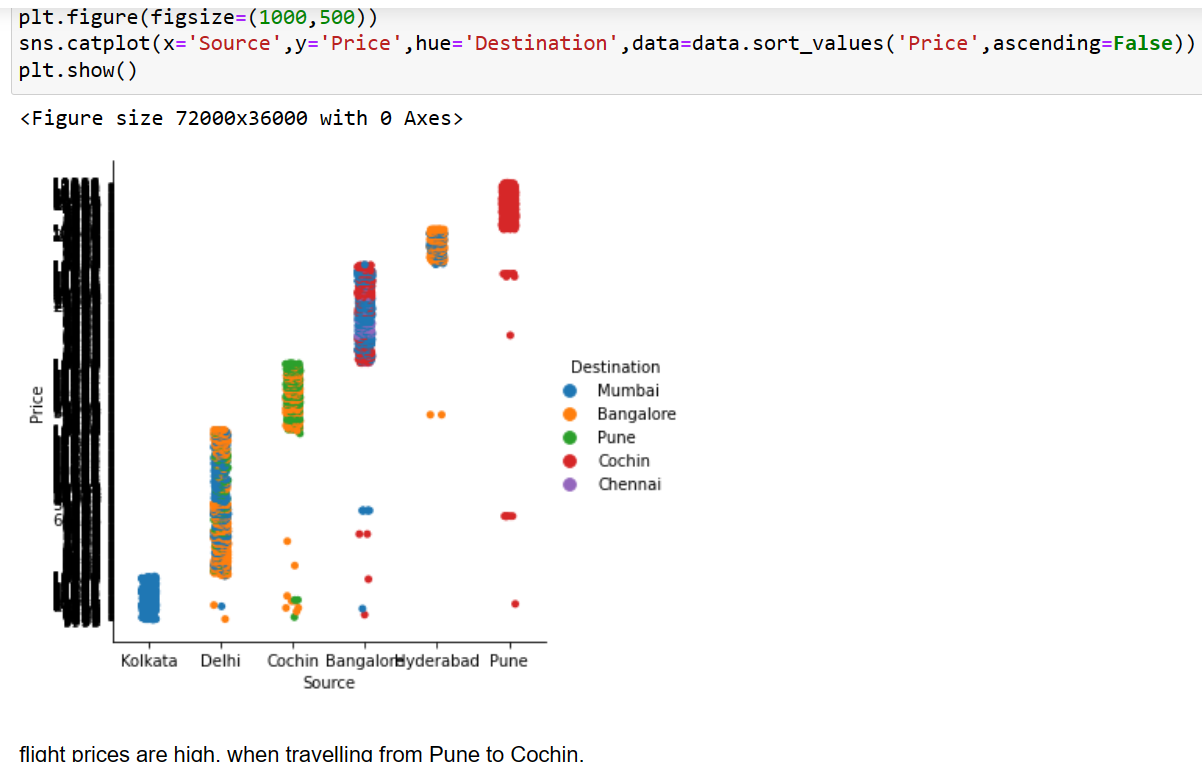 plt.figure(figsize=(1000,500))
sns.catplot(x='Source',y='Price',hue='Destination',data=data.sort_values('Price',ascending=False))
plt.show()
<Figure size 72000x36000 with 0 Axes>
Price
Destination
Mumbai
Bangalore
Pune
Cochin
Chennai
Kolkata Delhi Cochin Bangalore Hyderabad Pune
Source
flight prices are high, when travelling from Pune to Cochin.